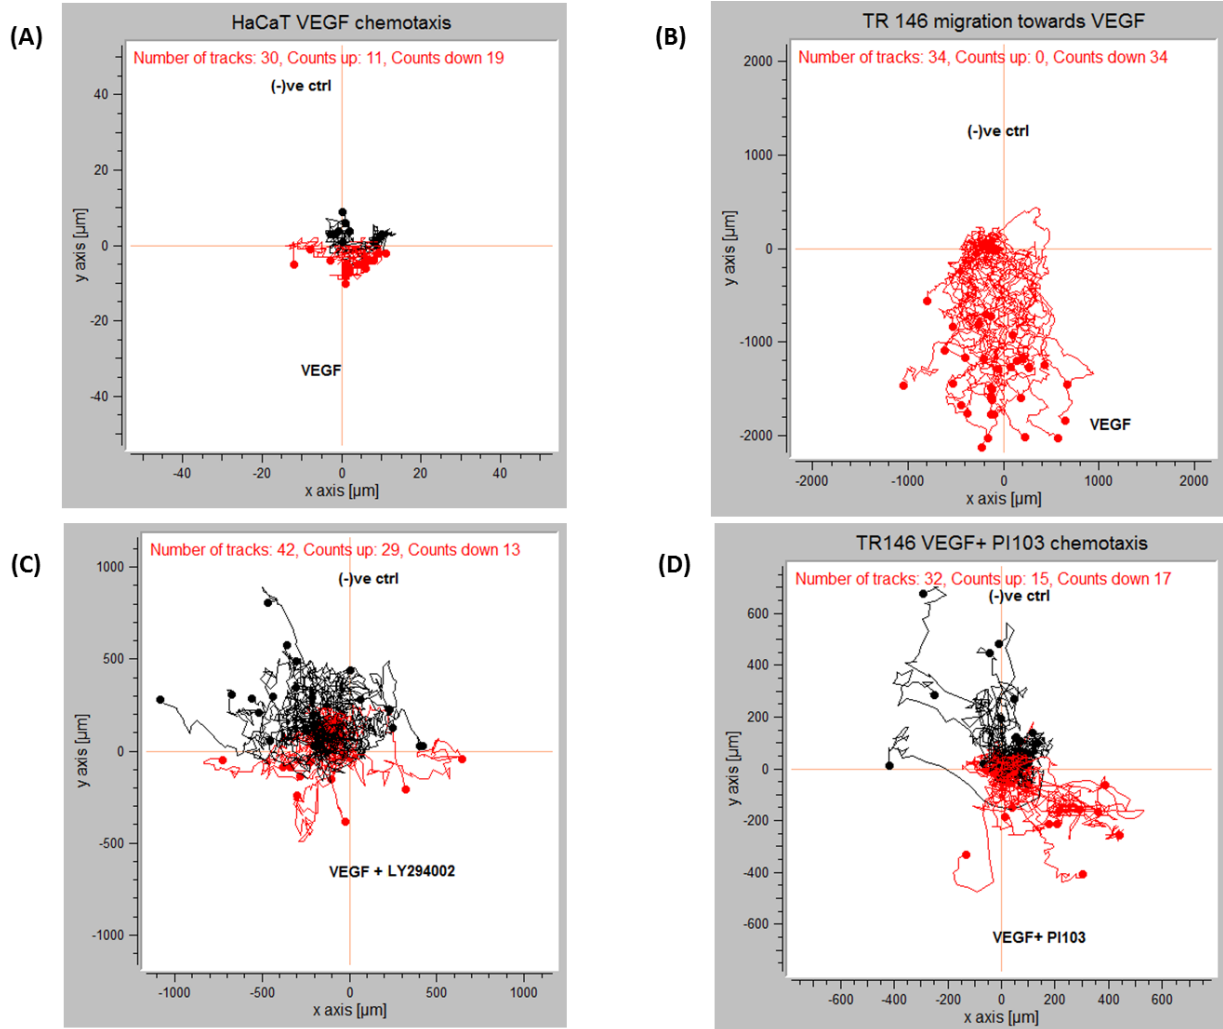 (A)
HaCaT VEGF chemotaxis
Number of tracks: 30, Counts up: 11, Counts down 19
(-)ve ctrl
40
20
0
-20
-40
y axis [µm]
VEGF
-40 -20 0 20 40
x axis [µm]
(B)
TR 146 migration towards VEGF
Number of tracks: 34, Counts up: 0, Counts down 34
(-)ve ctrl
2000
1000
0
-1000
-2000
y axis [µm]
VEGF
-2000 -1000 0 1000 2000
x axis [µm]
(C)
Number of tracks: 42, Counts up: 29, Counts down 13
(-)ve ctrl
1000
500
0
-500
-1000
y axis [µm]
VEGF + LY294002
-1000 -500 0 500 1000
x axis [µm]
(D)
TR146 VEGF+ PI103 chemotaxis
Number of tracks: 32, Counts up: 15, Counts down 17
(-)ve ctrl
600
400
200
0
-200
-400
-600
y axis [µm]
VEGF+ PI103
-600 -400 -200 0 200 400 600
x axis [µm]